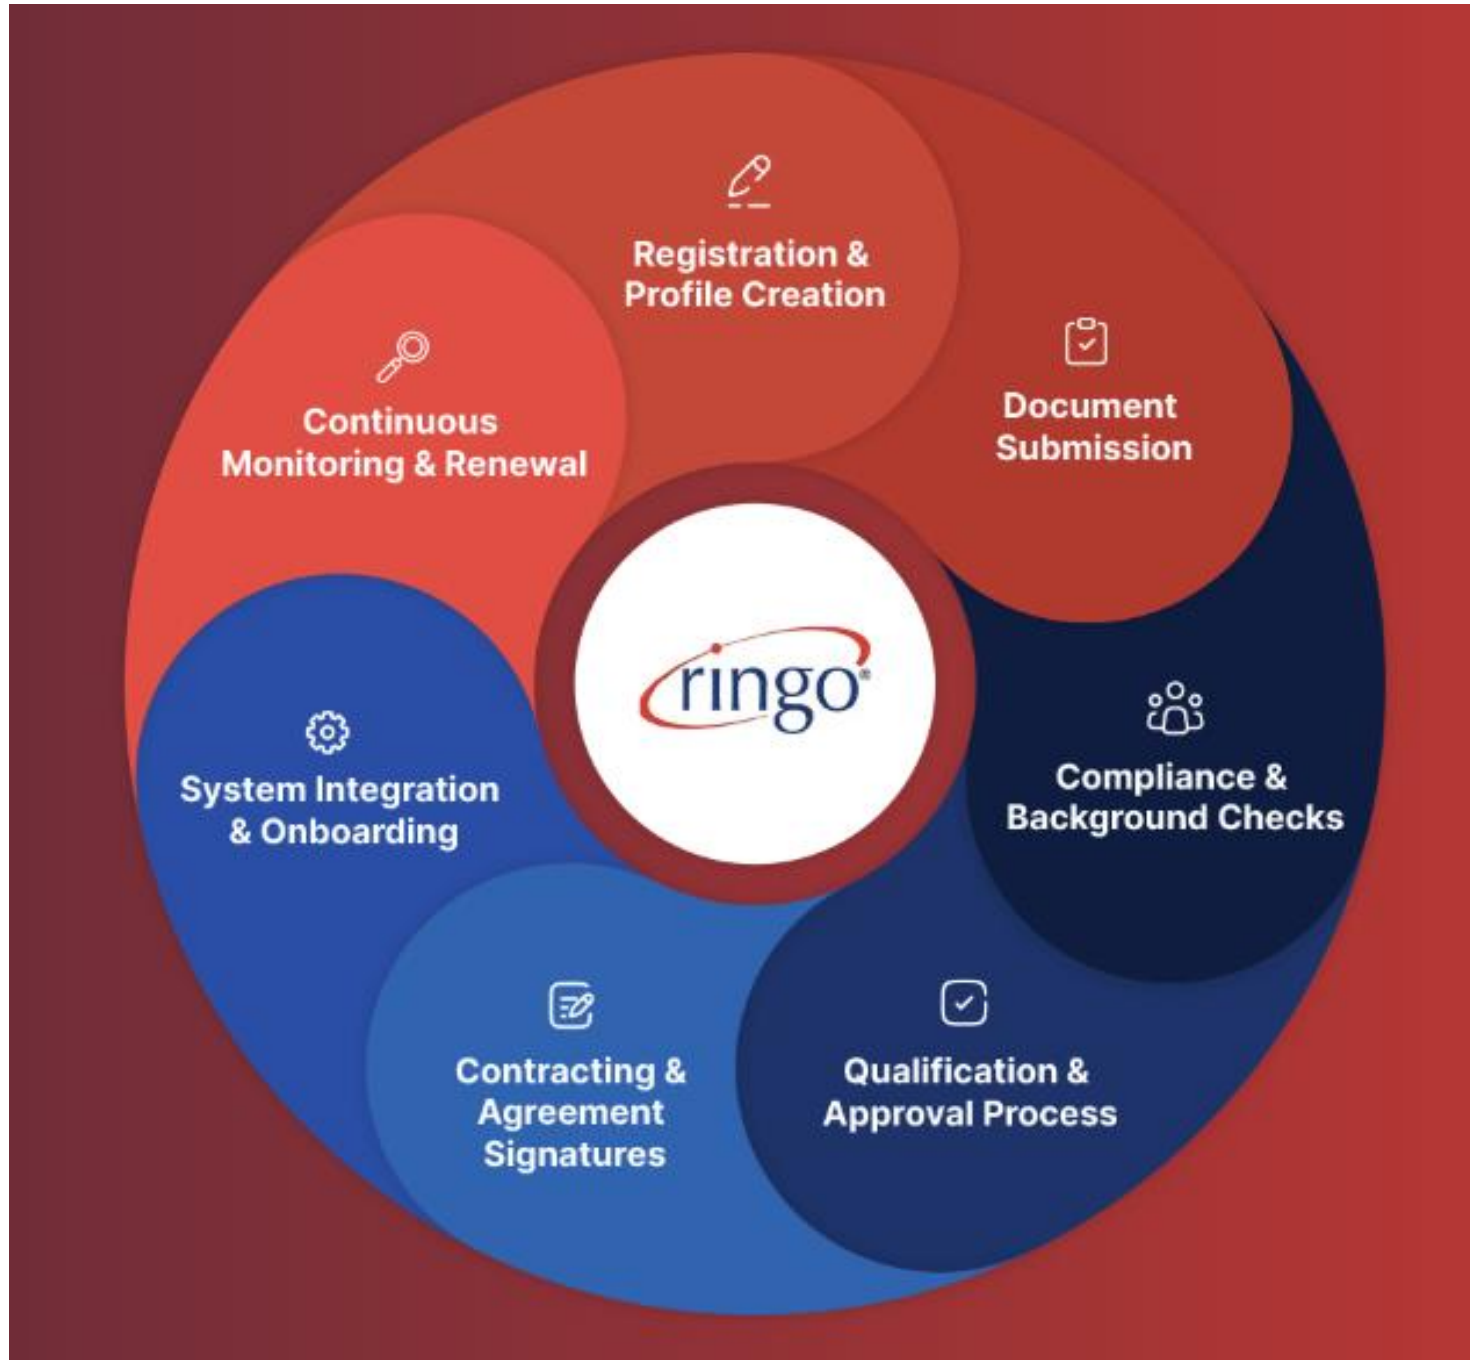 Registration &
Profile Creation
Document
Submission
Compliance &
Background Checks
Qualification &
Approval Process
Contracting &
Agreement
Signatures
System Integration
& Onboarding
Continuous
Monitoring & Renewal
ringo®